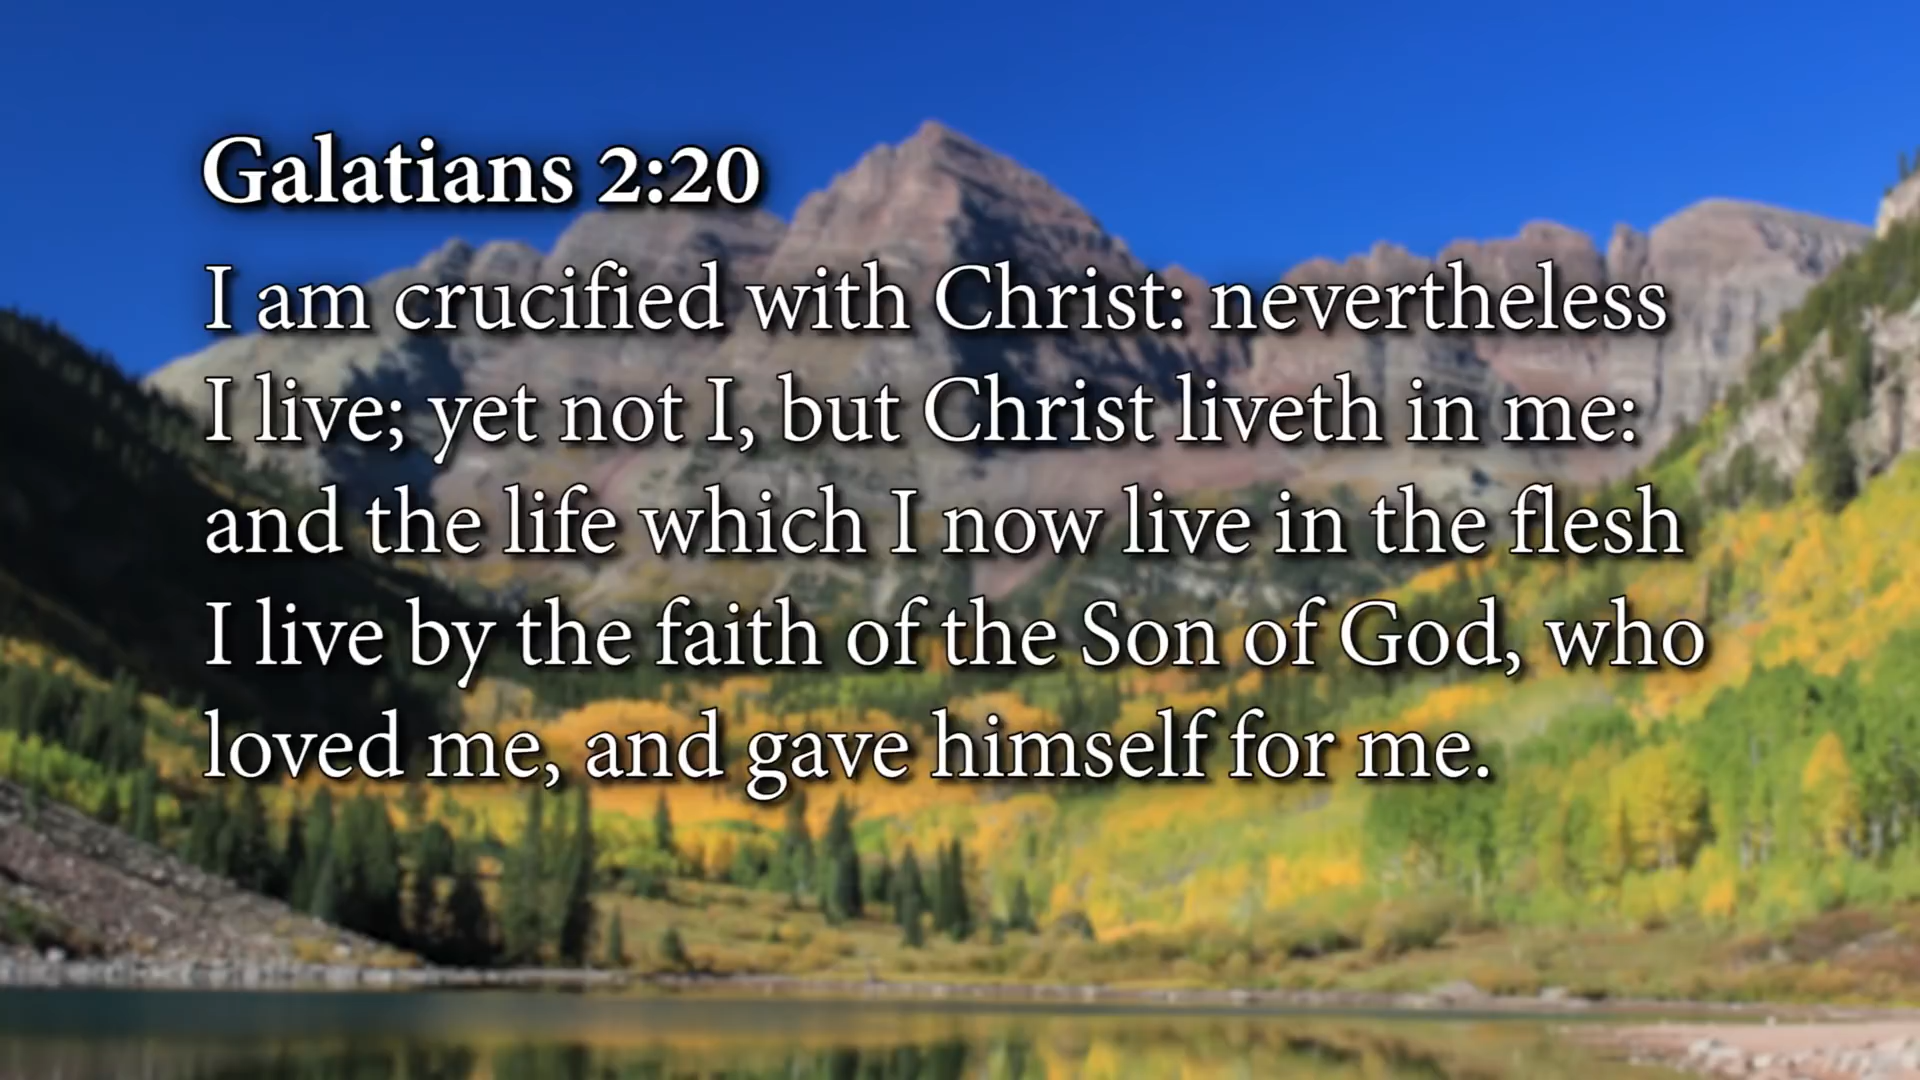 Galatians 2:20
I am crucified with Christ: nevertheless
I live; yet not I, but Christ liveth in me:
and the life which I now live in the flesh
I live by the faith of the Son of God, who
loved me, and gave himself for me.